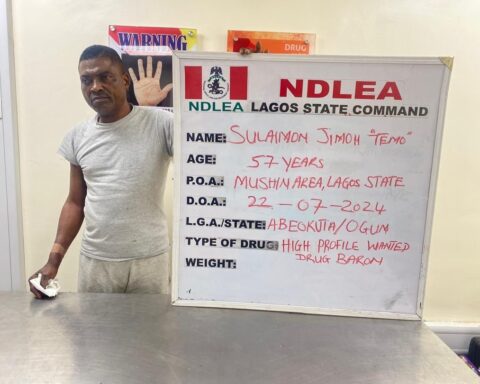 WARNING
DRUG
NDLEA
NDLEA LAGOS STATE COMMAND
NAME: SULAIMON JIMOH "TEMO"
AGE: 57 YEARS
P.O.A.: MUSHIN AREA, LAGOS STATE
D.O.A.: 22-07-2024
L.G.A./STATE: ABEOKUTA/OGUN
TYPE OF DRUG: HIGH PROFILE WANTED
DRUG BARON
WEIGHT: